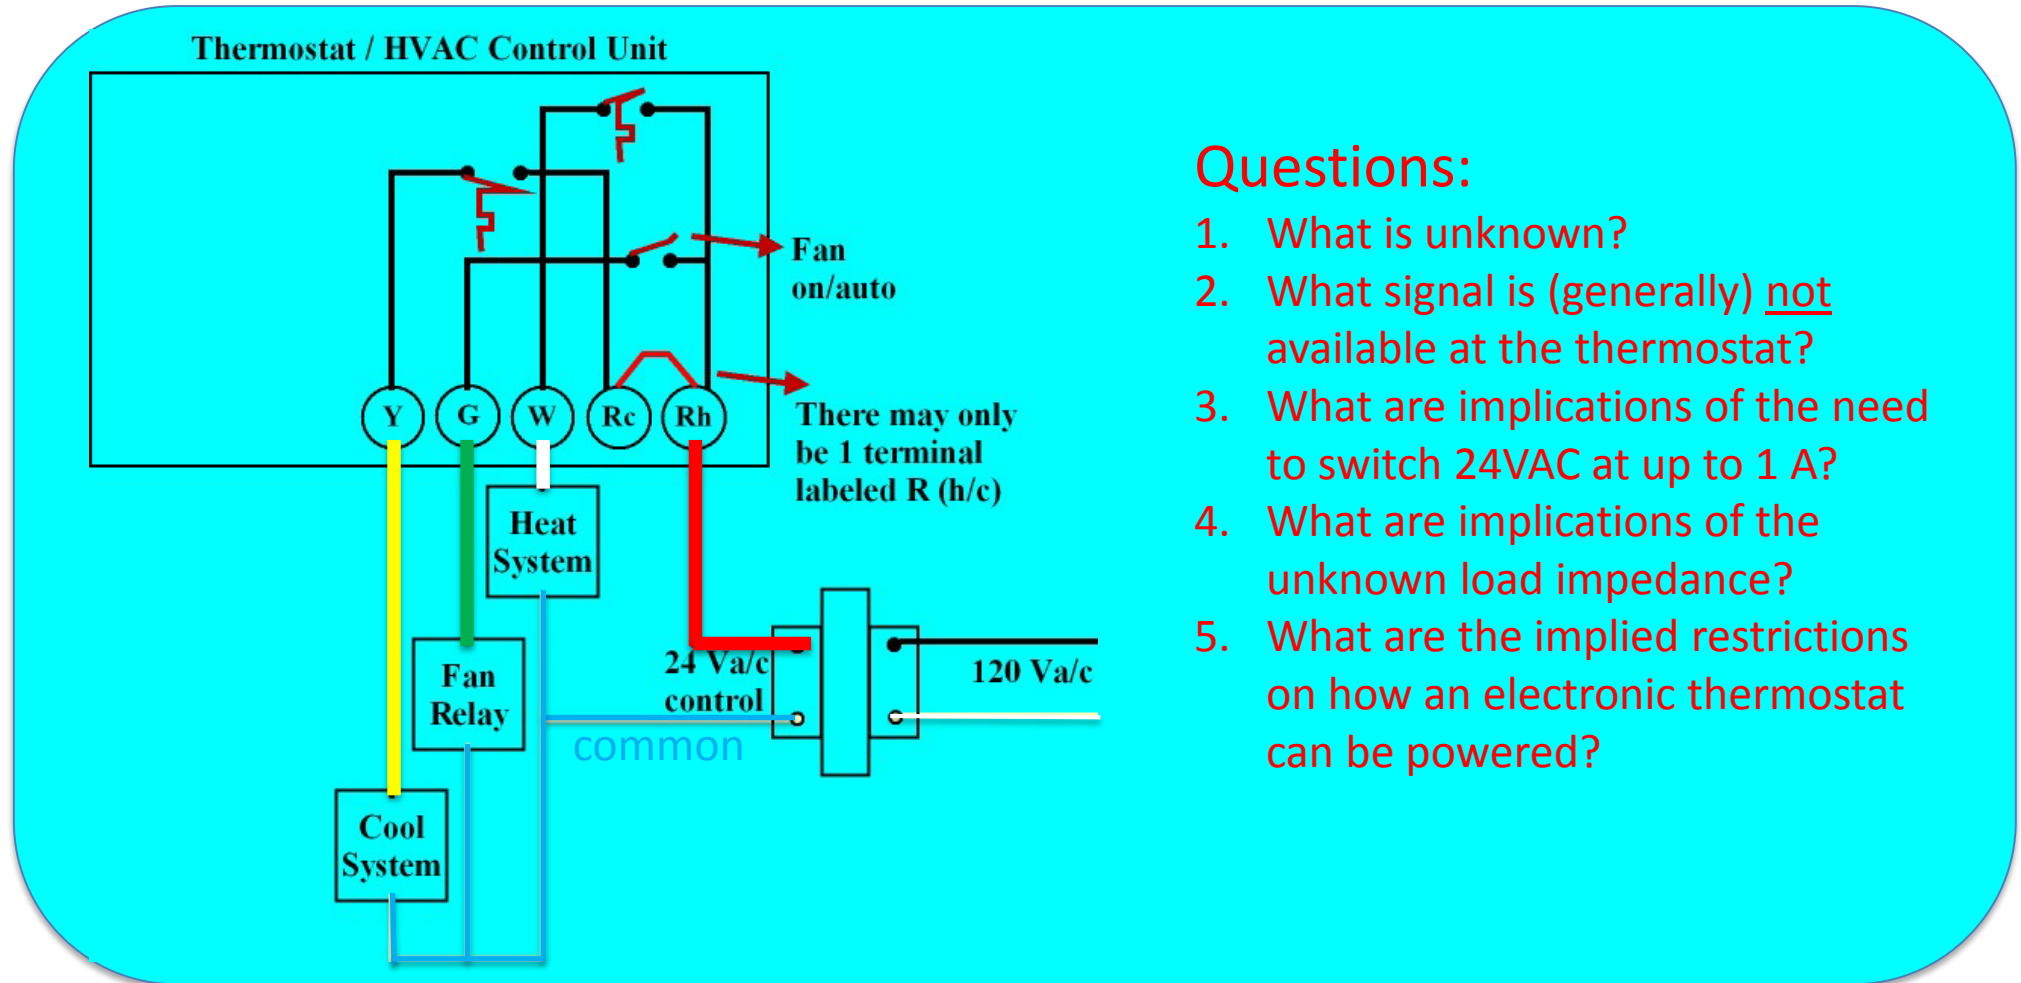 Thermostat / HVAC Control Unit
Fan
on/auto
Y
G
W
Rc
Rh
There may only
be 1 terminal
labeled R (h/c)
Heat
System
24 Va/c
control
120 Va/c
Fan
Relay
common
Cool
System
Questions:
1. What is unknown?
2. What signal is (generally) not
available at the thermostat?
3. What are implications of the need
to switch 24VAC at up to 1 A?
4. What are implications of the
unknown load impedance?
5. What are the implied restrictions
on how an electronic thermostat
can be powered?